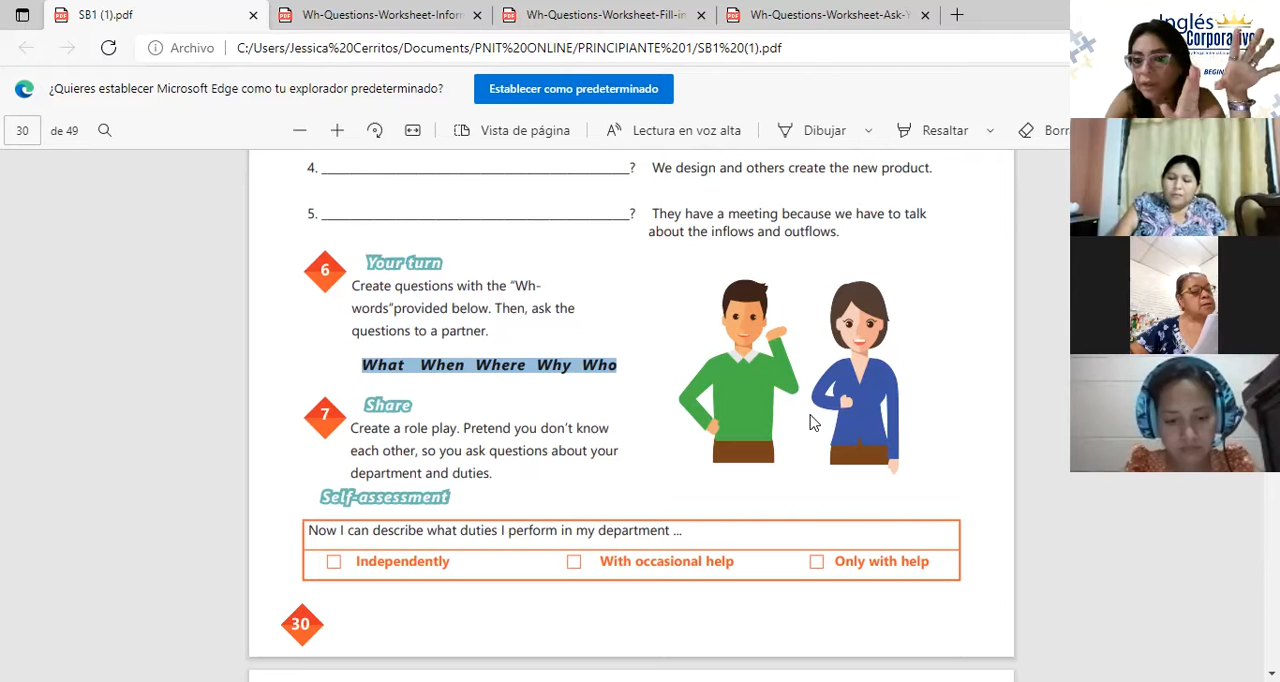 SB1 (1).pdf
Wh-Questions-Worksheet-Inforr
Wh-Questions-Worksheet-Fill-in
Wh-Questions-Worksheet-Ask-Y
Archivo
C:/Users/Jessica%20Cerritos/Documents/PNIT%20ONLINE/PRINCIPIANTE%201/SB1%20(1).pdf
¿Quieres establecer Microsoft Edge como tu explorador predeterminado?
Establecer como predeterminado
30 de 49
Vista de página
Lectura en voz alta
Dibujar
Resaltar
Borr
4. ? We design and others create the new product.
5. ? They have a meeting because we have to talk
about the inflows and outflows.
6 Your turn
Create questions with the “Wh-
words”provided below. Then, ask the
questions to a partner.
What When Where Why Who
7 Share
Create a role play. Pretend you don’t know
each other, so you ask questions about your
department and duties.
Self-assessment
Now I can describe what duties I perform in my department ...
Independently
With occasional help
Only with help
30
Inglés
Corporativo
BEGIN